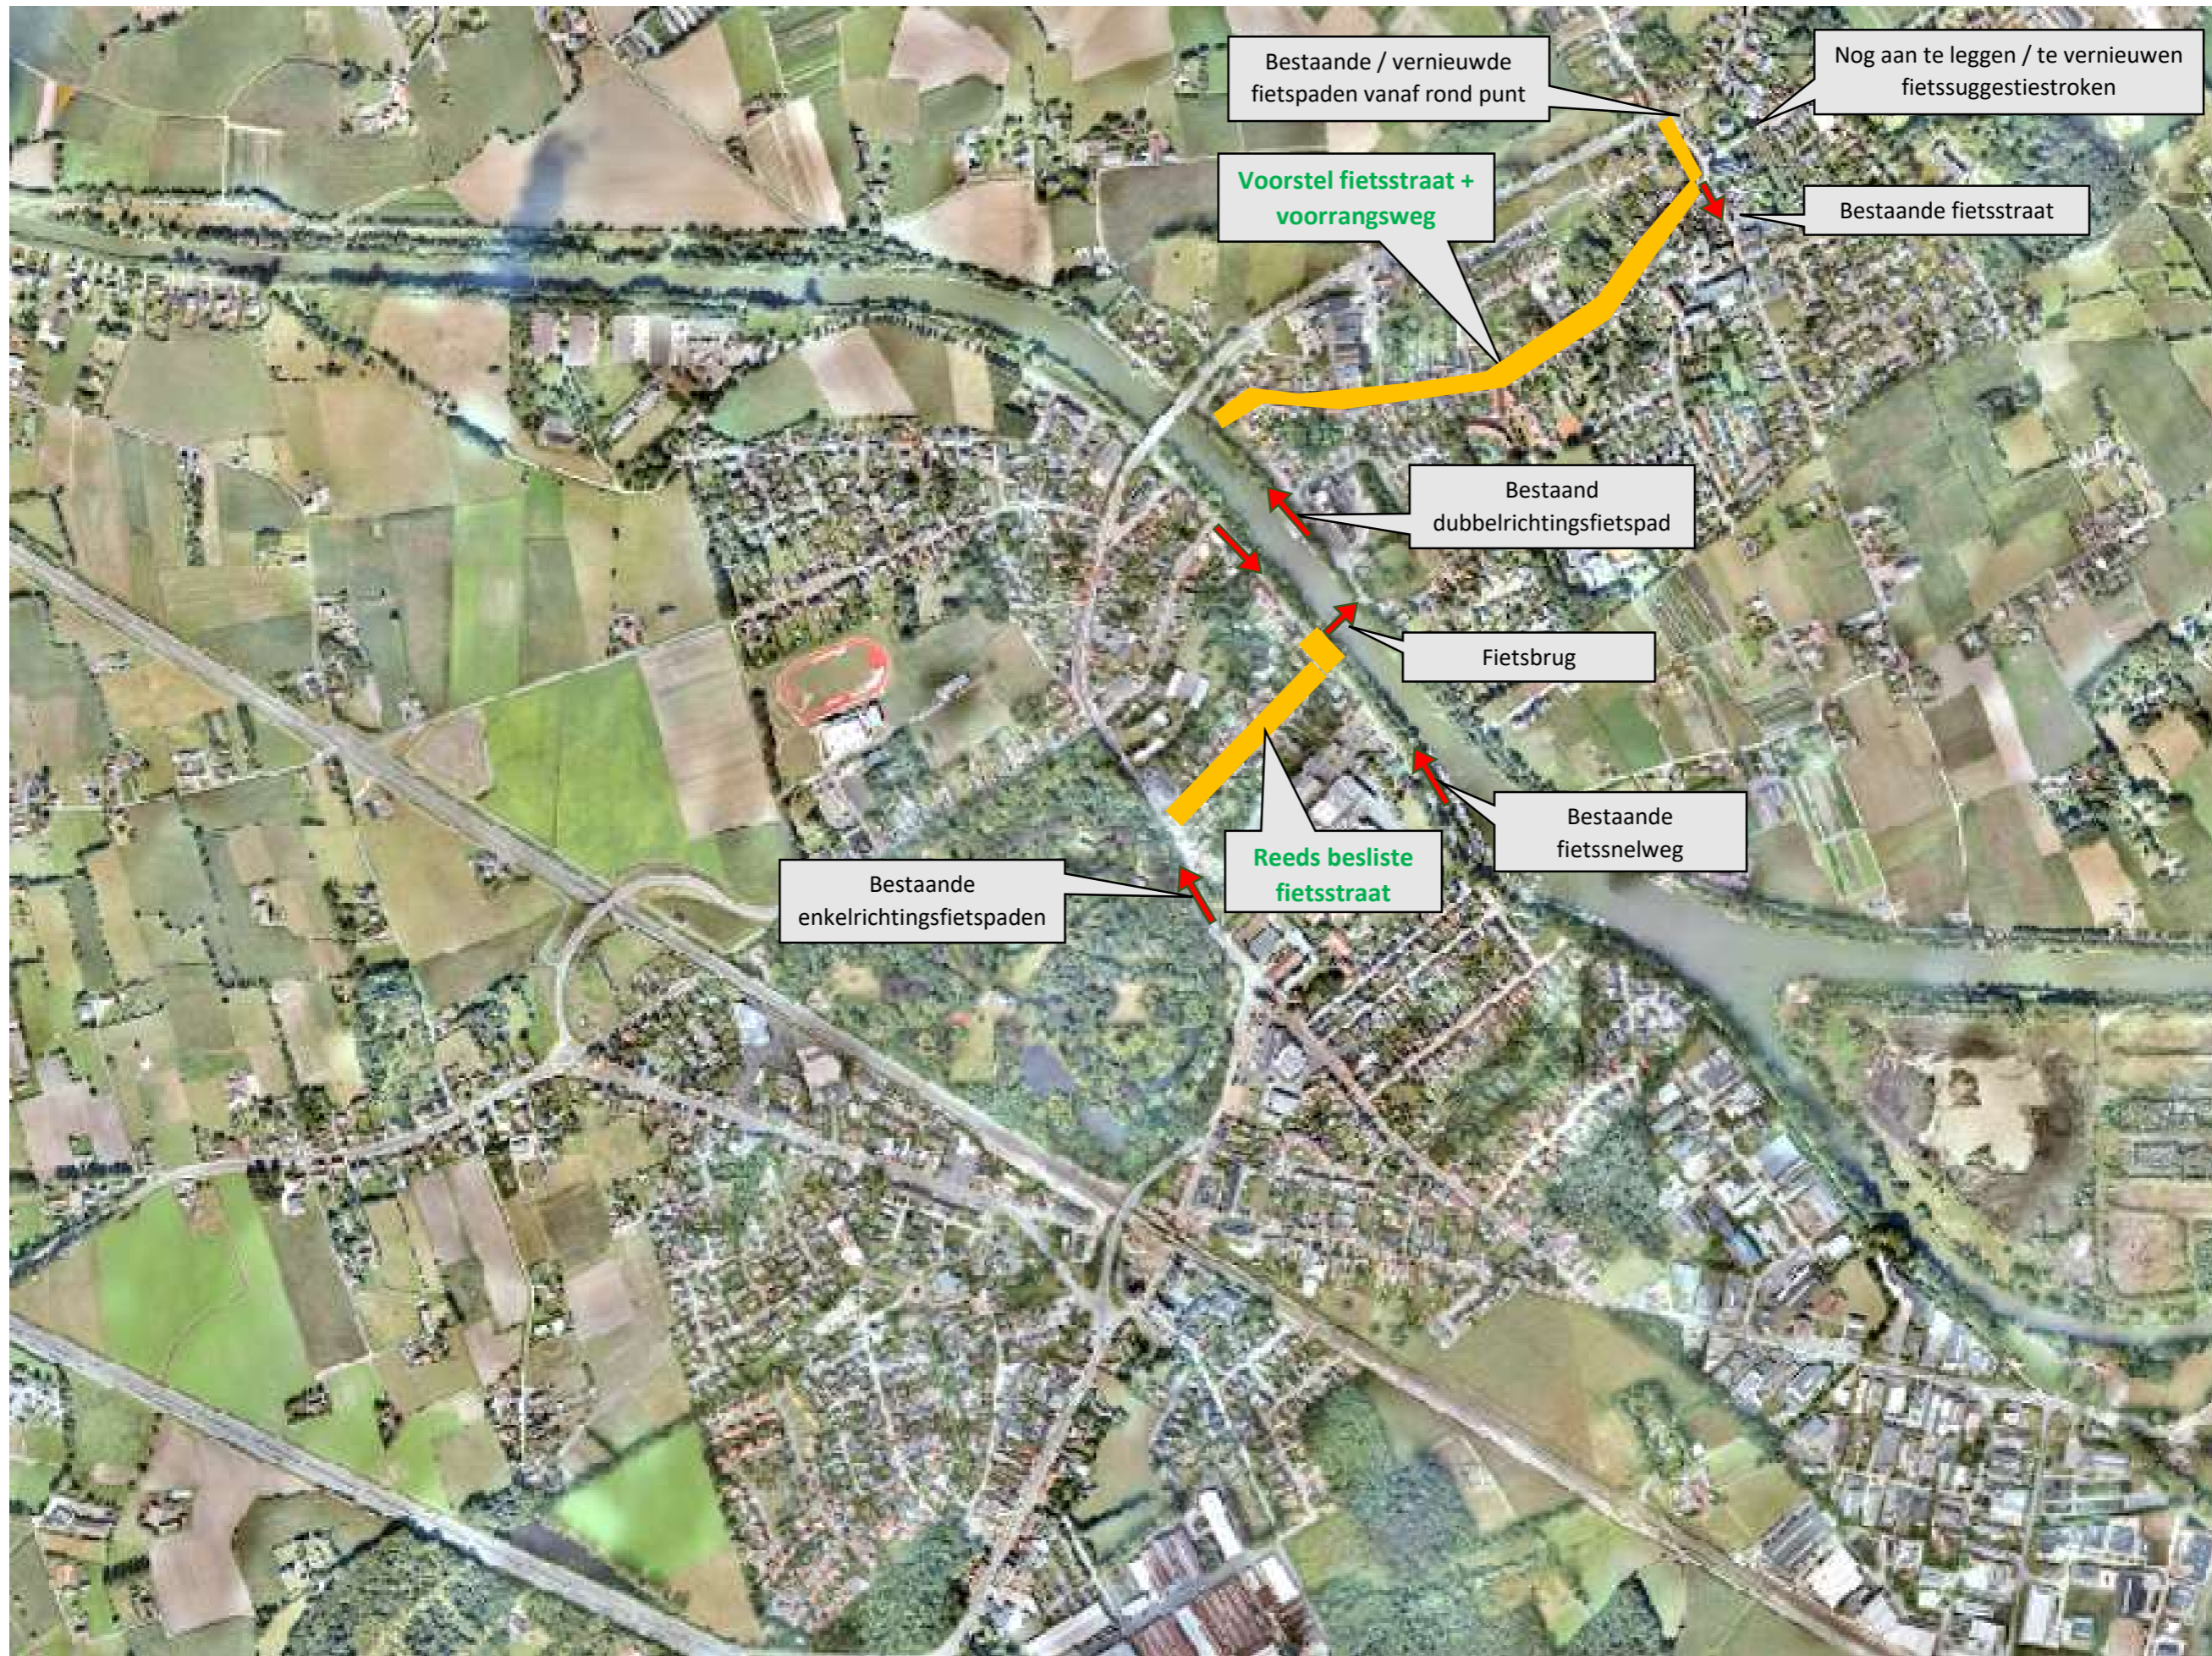 Bestaande / vernieuwde
fietspaden vanaf rond punt
Nog aan te leggen / te vernieuwen
fietssuggestiestroken
Voorstel fietsstraat +
voorrangsweg
Bestaande fietsstraat
Bestaand
dubbelrichtingsfietspad
Fietsbrug
Bestaande
fietssnelweg
Reeds besliste
fietsstraat
Bestaande
enkelrichtingsfietspaden